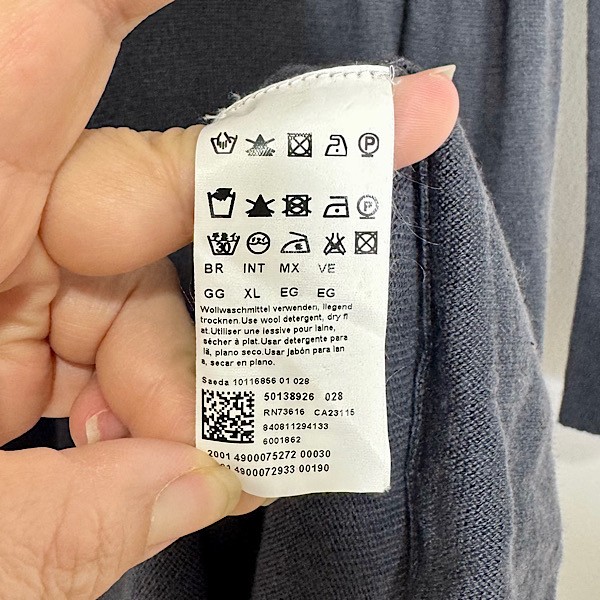 P
P
30
BR INT MX VE
GG XL EG EG
Wollwaschmittel verwenden, liegend
trocknen.Use wool detergent, dry fl
at.Utiliser une lessive pour laine,
sécher à plat.Usar detergente para
lã, plano seco.Usar jabón para lan
a, secar en plano.
Saeda 10116856 01 028
50138926 028
RN73616 CA23115
840811294133
6001862
2001 4900075272 00030
4900072933 00190